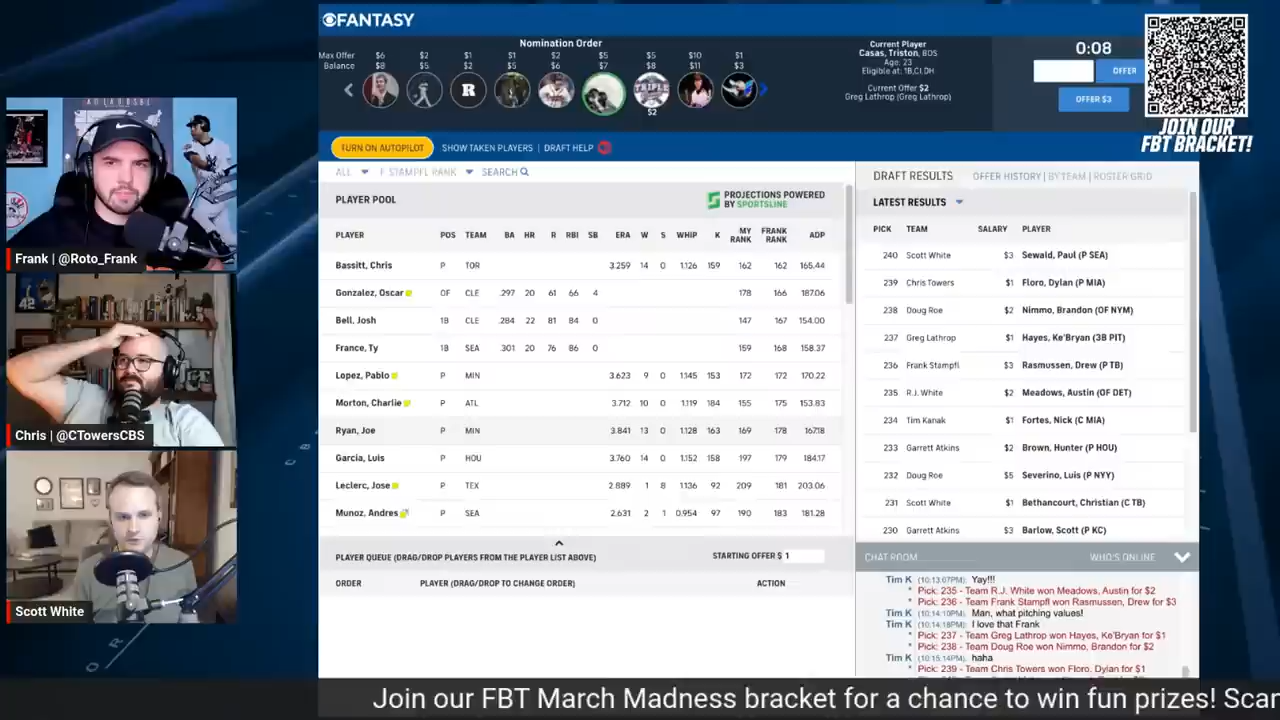 FANTASY
Nomination Order
Max Offer $6 $2 $1 $1 $2 $5 $5 $10 $1
Balance $8 $5 $2 $5 $6 $7 $8 $11 $3
R
TRIPLE
$2
Current Player
Casas, Triston, BOS
Age: 23
Eligible at: 1B,CI,DH
Current Offer $2
Greg Lathrop (Greg Lathrop)
0:08
OFFER
OFFER $3
JOIN OUR
FBT BRACKET!
TURN ON AUTOPILOT SHOW TAKEN PLAYERS | DRAFT HELP
ALL F STAMPFL RANK SEARCH
PLAYER POOL
PROJECTIONS POWERED
BY SPORTSLINE
PLAYER POS TEAM BA HR R RBI SB ERA W S WHIP K MY RANK FRANK RANK ADP
Bassitt, Chris P TOR 3.259 14 0 1.126 159 162 162 165.44
Gonzalez, Oscar OF CLE .297 20 61 66 4 178 166 187.06
Bell, Josh 1B CLE .284 22 81 84 0 147 167 154.00
France, Ty 1B SEA .301 20 76 86 0 159 168 158.37
Lopez, Pablo P MIN 3.623 9 0 1.145 153 172 172 170.22
Morton, Charlie P ATL 3.712 10 0 1.119 184 155 175 153.83
Ryan, Joe P MIN 3.841 13 0 1.128 163 169 178 167.18
Garcia, Luis P HOU 3.760 14 0 1.152 158 197 179 184.17
Leclerc, Jose P TEX 2.889 1 8 1.136 92 209 181 203.06
Munoz, Andres P SEA 2.631 2 1 0.954 97 190 183 181.28
PLAYER QUEUE (DRAG/DROP PLAYERS FROM THE PLAYER LIST ABOVE) STARTING OFFER $ 1
ORDER PLAYER (DRAG/DROP TO CHANGE ORDER) ACTION
DRAFT RESULTS OFFER HISTORY | BY TEAM | ROSTER GRID
LATEST RESULTS
PICK TEAM SALARY PLAYER
240 Scott White $3 Sewald, Paul (P SEA)
239 Chris Towers $1 Floro, Dylan (P MIA)
238 Doug Roe $2 Nimmo, Brandon (OF NYM)
237 Greg Lathrop $1 Hayes, Ke'Bryan (3B PIT)
236 Frank Stampfl $3 Rasmussen, Drew (P TB)
235 R.J. White $2 Meadows, Austin (OF DET)
234 Tim Kanak $1 Fortes, Nick (C MIA)
233 Garrett Atkins $2 Brown, Hunter (P HOU)
232 Doug Roe $5 Severino, Luis (P NYY)
231 Scott White $1 Bethancourt, Christian (C TB)
230 Garrett Atkins $3 Barlow, Scott (P KC)
CHAT ROOM WHO'S ONLINE
Tim K (10:13:07PM): Yay!!!
* Pick: 235 - Team R.J. White won Meadows, Austin for $2
* Pick: 236 - Team Frank Stampfl won Rasmussen, Drew for $3
Tim K (10:14:10PM): Man, what pitching values!
Tim K (10:14:18PM): I love that Frank
* Pick: 237 - Team Greg Lathrop won Hayes, Ke'Bryan for $1
* Pick: 238 - Team Doug Roe won Nimmo, Brandon for $2
Tim K (10:15:14PM): haha
* Pick: 239 - Team Chris Towers won Floro, Dylan for $1
Frank | @Roto_Frank
42
Chris | @CTowersCBS
Scott White
Join our FBT March Madness bracket for a chance to win fun prizes! Scan